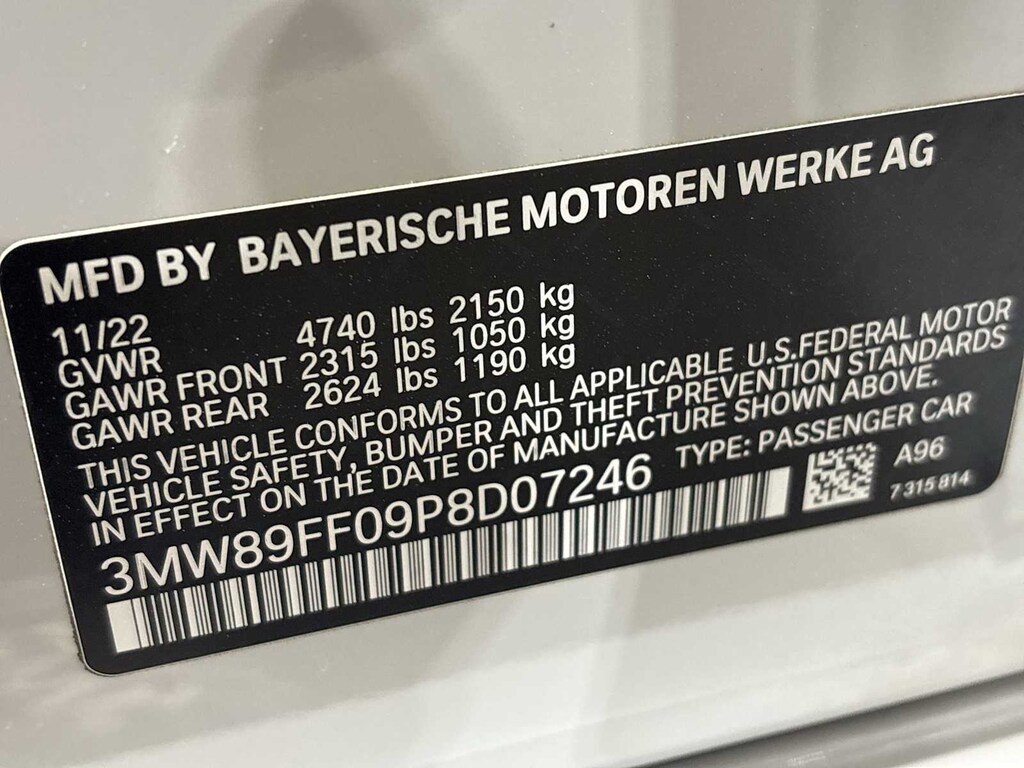 MFD BY BAYERISCHE MOTOREN WERKE AG
11/22
GVWR 4740 lbs 2150 kg
GAWR FRONT 2315 lbs 1050 kg
GAWR REAR 2624 lbs 1190 kg
THIS VEHICLE CONFORMS TO ALL APPLICABLE U.S.FEDERAL MOTOR
VEHICLE SAFETY, BUMPER AND THEFT PREVENTION STANDARDS
IN EFFECT ON THE DATE OF MANUFACTURE SHOWN ABOVE.
3MW89FF09P8D07246 TYPE: PASSENGER CAR
A96
7 315 814